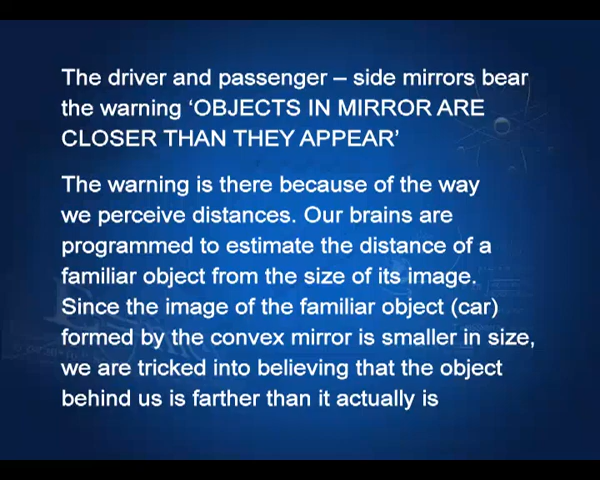 The driver and passenger – side mirrors bear
the warning ‘OBJECTS IN MIRROR ARE
CLOSER THAN THEY APPEAR’
The warning is there because of the way
we perceive distances. Our brains are
programmed to estimate the distance of a
familiar object from the size of its image.
Since the image of the familiar object (car)
formed by the convex mirror is smaller in size,
we are tricked into believing that the object
behind us is farther than it actually is